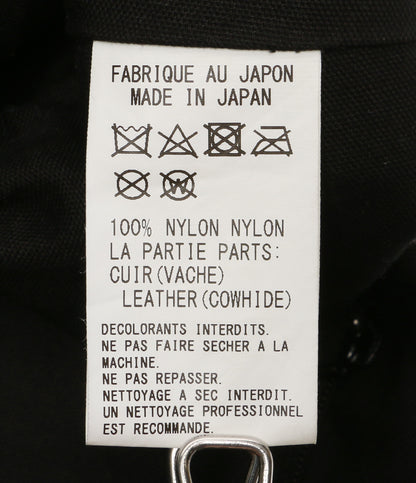 FABRIQUE AU JAPON
MADE IN JAPAN
W
100% NYLON NYLON
LA PARTIE PARTS:
CUIR(VACHE)
LEATHER(COWHIDE)
DECOLORANTS INTERDITS.
NE PAS FAIRE SECHER A LA
MACHINE.
NE PAS REPASSER.
NETTOYAGE A SEC INTERDIT.
UN NETTOYAGE PROFESSIONNEL
EST RECOMMANDE.